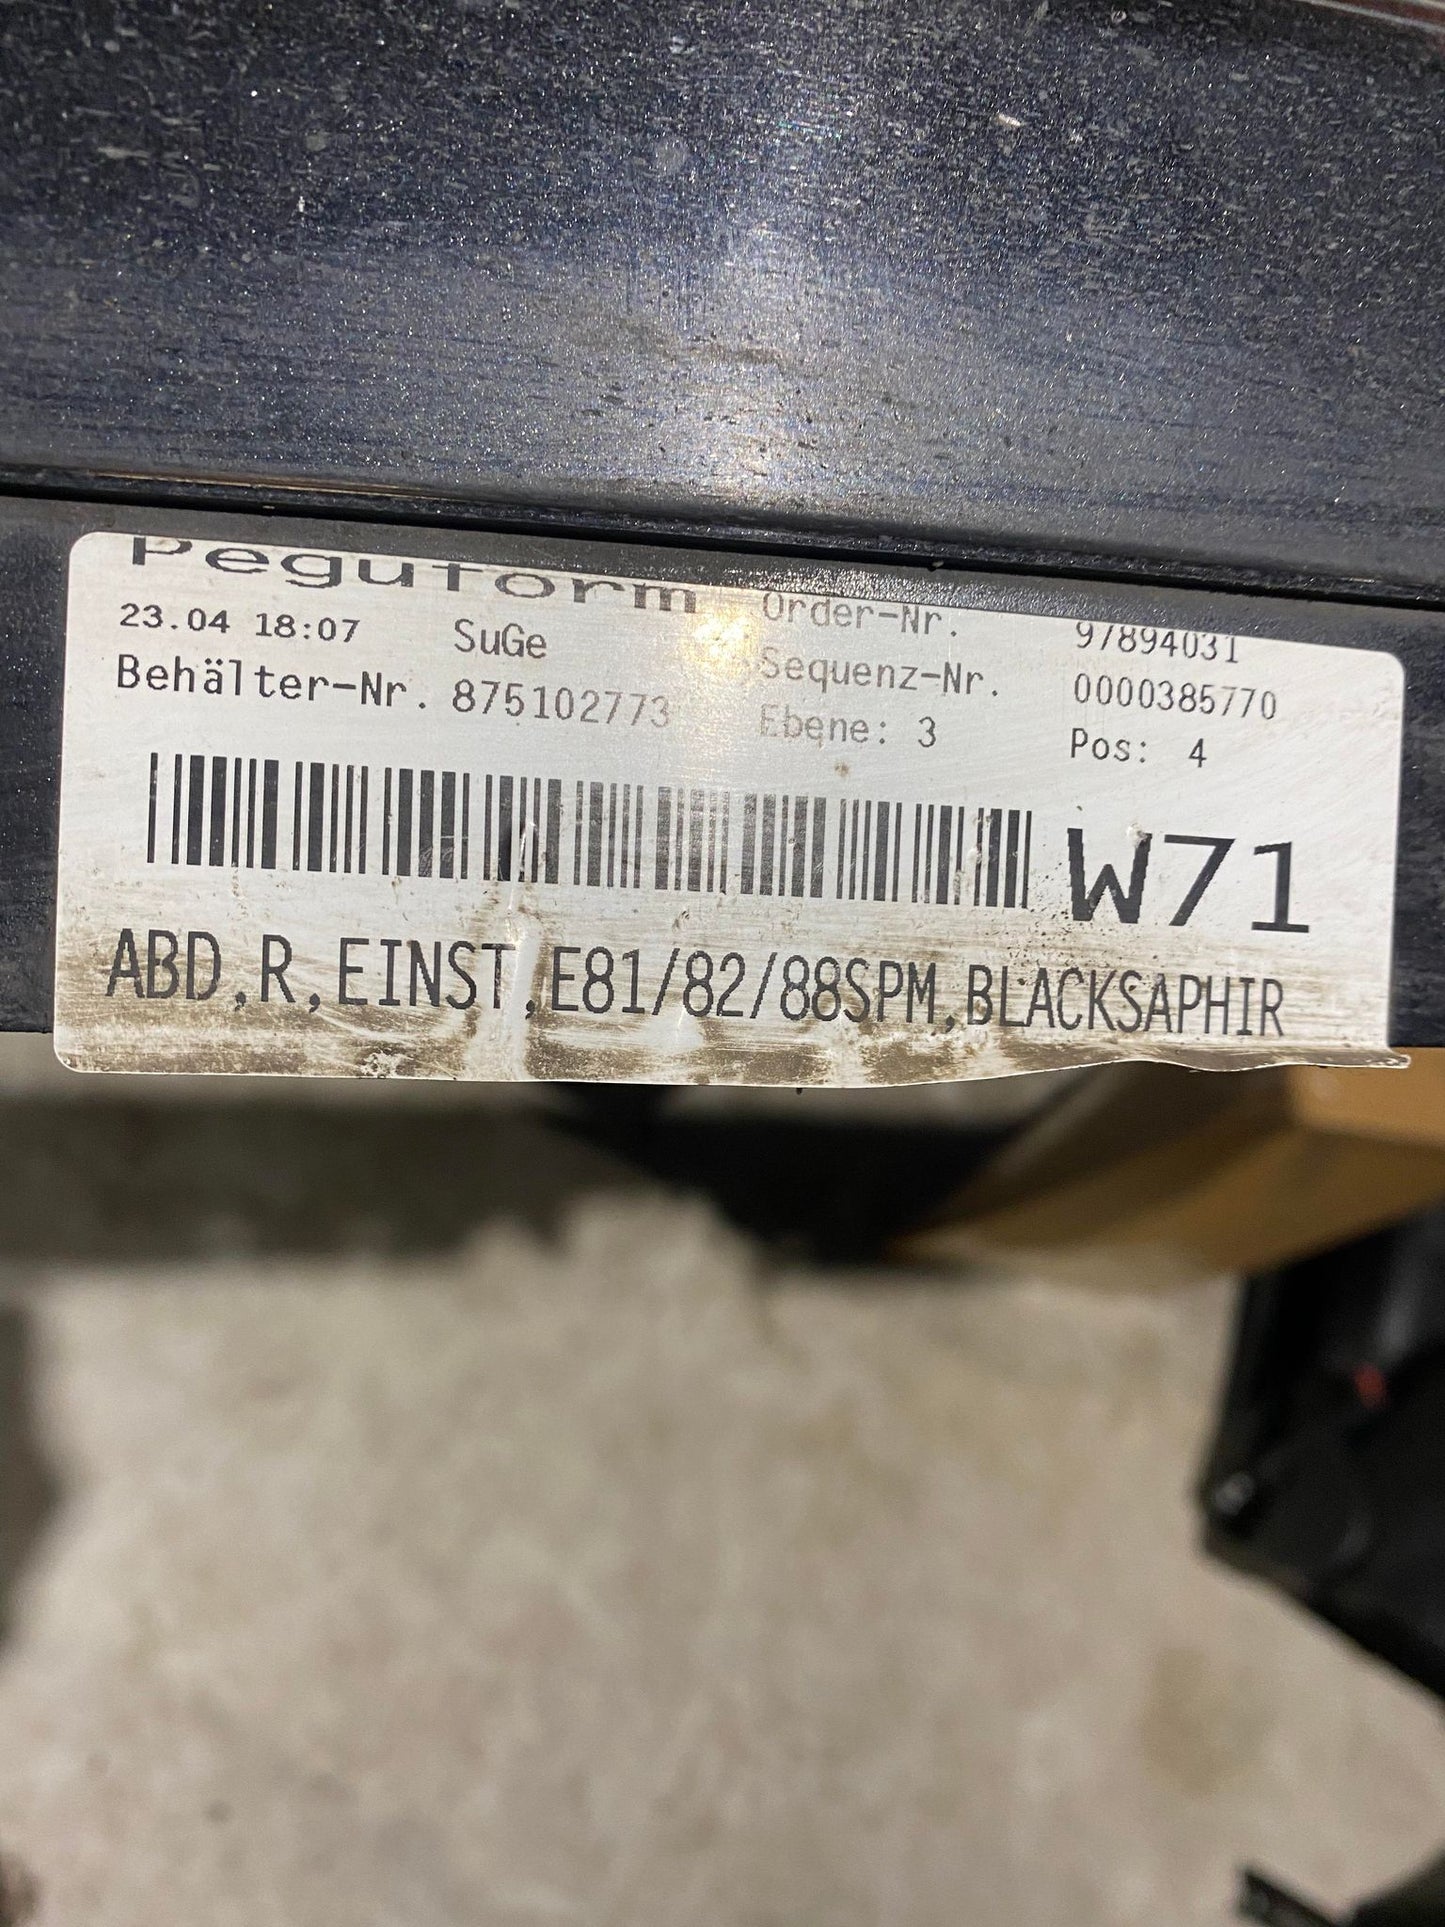 Peguform
23.04 18:07 SuGe Order-Nr. 97894031
Behälter-Nr. 875102773 Sequenz-Nr. 0000385770
Ebene: 3 Pos: 4
W71
ABD,R,EINST,E81/82/88SPM,BLACKSAPHIR